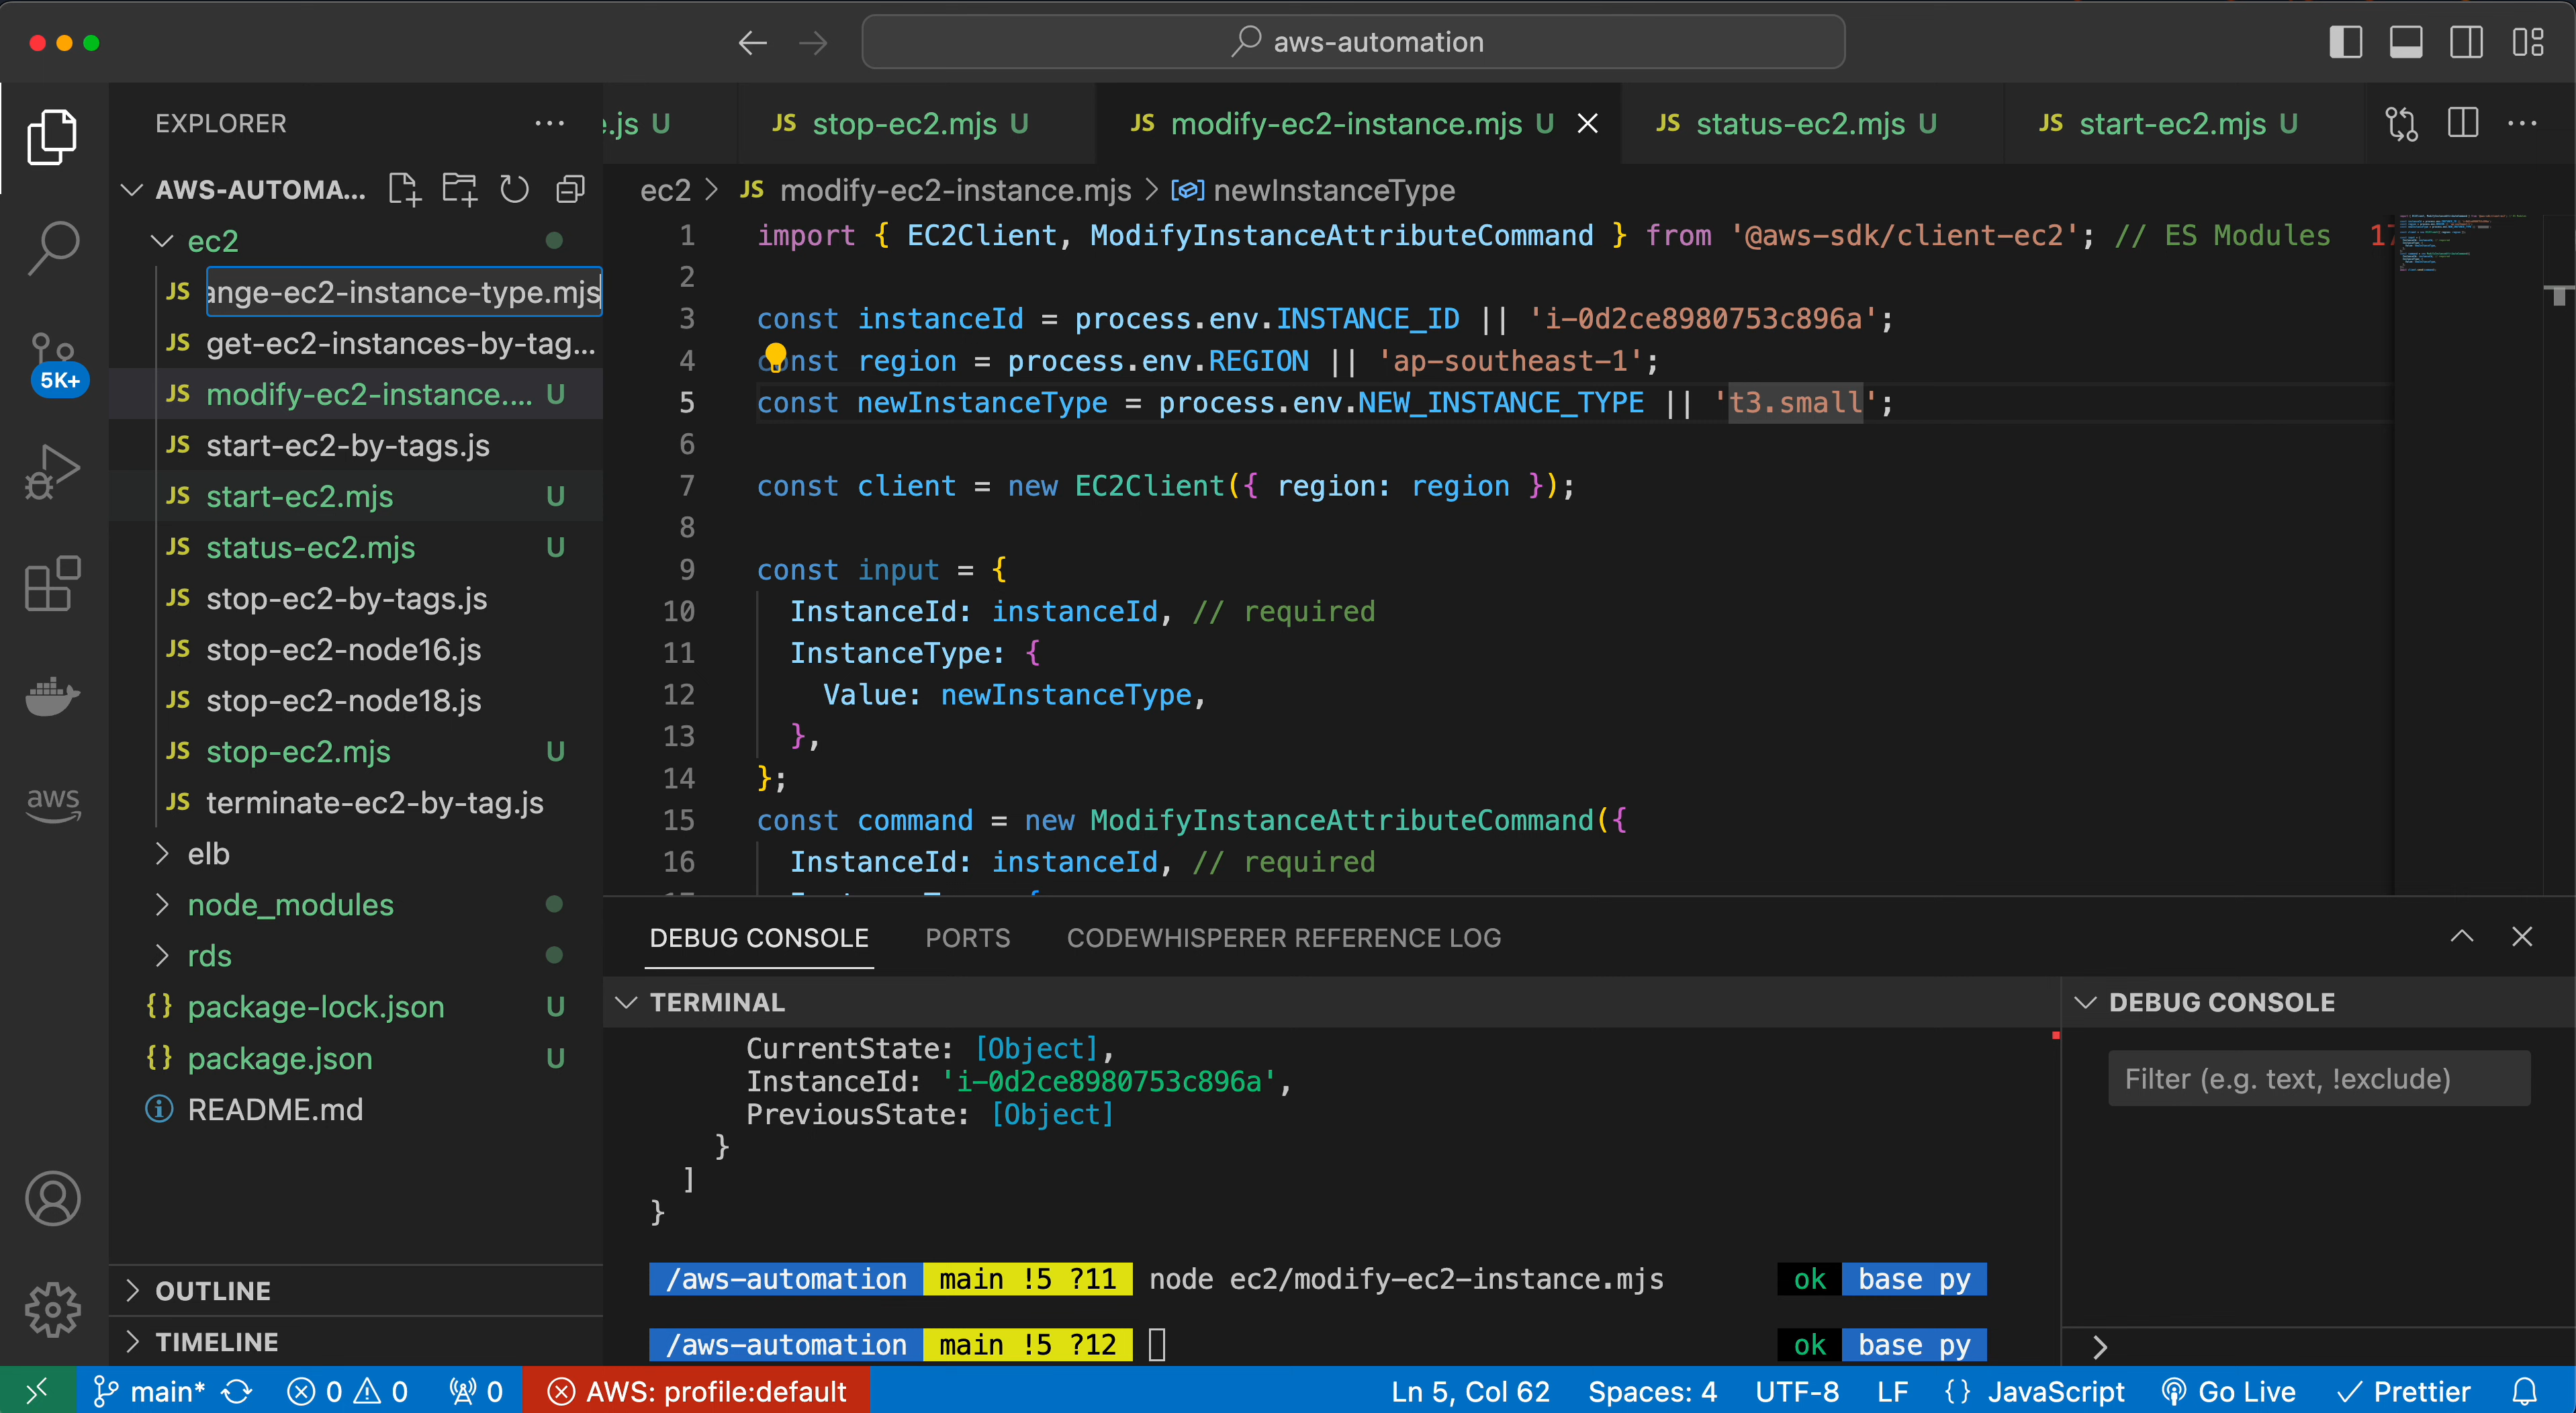 aws-automation
EXPLORER
.js U
JS stop-ec2.mjs U
JS modify-ec2-instance.mjs U
JS status-ec2.mjs U
JS start-ec2.mjs U
AWS-AUTOMA...
ec2
JS ange-ec2-instance-type.mjs
JS get-ec2-instances-by-tag...
JS modify-ec2-instance.... U
JS start-ec2-by-tags.js
JS start-ec2.mjs U
JS status-ec2.mjs U
JS stop-ec2-by-tags.js
JS stop-ec2-node16.js
JS stop-ec2-node18.js
JS stop-ec2.mjs U
JS terminate-ec2-by-tag.js
elb
node_modules
rds
{} package-lock.json U
{} package.json U
README.md
OUTLINE
TIMELINE
5K+
aws
ec2 > JS modify-ec2-instance.mjs > newInstanceType
1 import { EC2Client, ModifyInstanceAttributeCommand } from '@aws-sdk/client-ec2'; // ES Modules 17
2
3 const instanceId = process.env.INSTANCE_ID || 'i-0d2ce8980753c896a';
4 const region = process.env.REGION || 'ap-southeast-1';
5 const newInstanceType = process.env.NEW_INSTANCE_TYPE || 't3.small';
6
7 const client = new EC2Client({ region: region });
8
9 const input = {
10 InstanceId: instanceId, // required
11 InstanceType: {
12 Value: newInstanceType,
13 },
14 };
15 const command = new ModifyInstanceAttributeCommand({
16 InstanceId: instanceId, // required
DEBUG CONSOLE PORTS CODEWHISPERER REFERENCE LOG
TERMINAL
CurrentState: [Object],
InstanceId: 'i-0d2ce8980753c896a',
PreviousState: [Object]
}
]
}
/aws-automation main !5 ?11 node ec2/modify-ec2-instance.mjs ok base py
/aws-automation main !5 ?12 ok base py
DEBUG CONSOLE
Filter (e.g. text, !exclude)
main* 0 0 0 AWS: profile:default Ln 5, Col 62 Spaces: 4 UTF-8 LF {} JavaScript Go Live Prettier